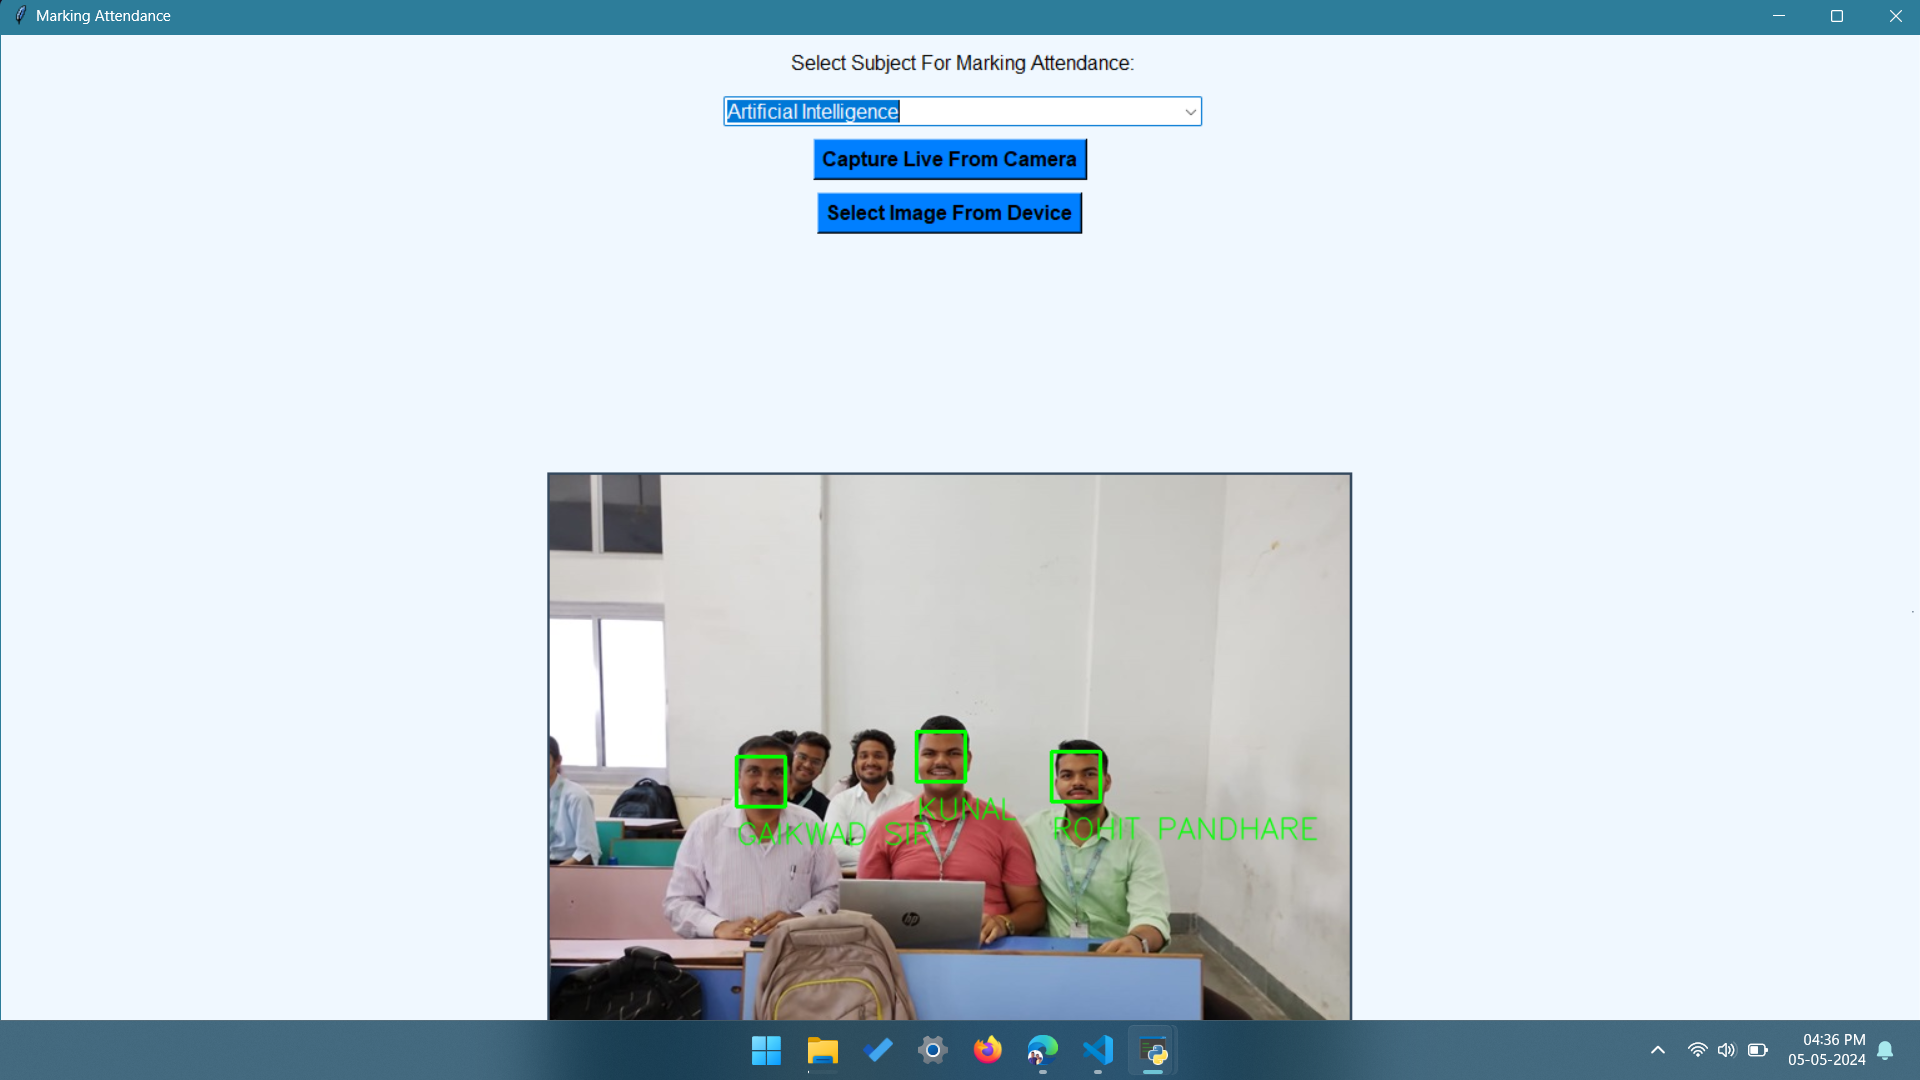 Marking Attendance
Select Subject For Marking Attendance:
Artificial Intelligence
Capture Live From Camera
Select Image From Device
KUNAL
GAIKWAD SIR
ROHIT PANDHARE
hp
04:36 PM
05-05-2024